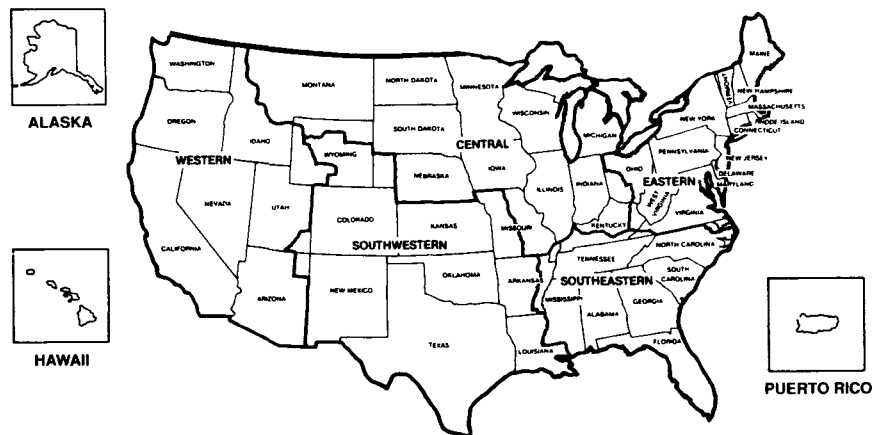 ALASKA
HAWAII
PUERTO RICO
WASHINGTON
OREGON
CALIFORNIA
NEVADA
IDAHO
UTAH
ARIZONA
WESTERN
MONTANA
WYOMING
COLORADO
NEW MEXICO
NORTH DAKOTA
SOUTH DAKOTA
NEBRASKA
KANSAS
SOUTHWESTERN
OKLAHOMA
TEXAS
MINNESOTA
CENTRAL
IOWA
MISSOURI
ARKANSAS
LOUISIANA
WISCONSIN
ILLINOIS
MICHIGAN
INDIANA
OHIO
KENTUCKY
TENNESSEE
SOUTHEASTERN
MISSISSIPPI
ALABAMA
GEORGIA
FLORIDA
SOUTH
CAROLINA
NORTH CAROLINA
VIRGINIA
WEST
VIRGINIA
EASTERN
PENNSYLVANIA
NEW YORK
VERMONT
MAINE
NEW HAMPSHIRE
MASSACHUSETTS
RHODE ISLAND
CONNECTICUT
NEW JERSEY
DELAWARE
MARYLAND